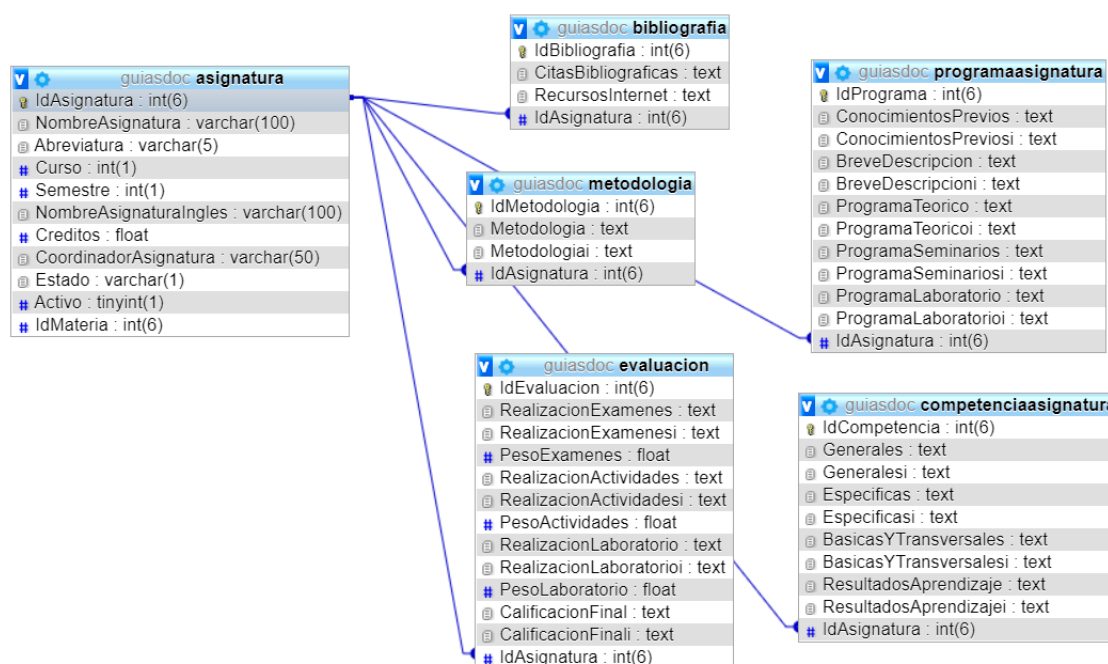 guiasdoc asignatura
IdAsignatura : int(6)
NombreAsignatura : varchar(100)
Abreviatura : varchar(5)
Curso : int(1)
Semestre : int(1)
NombreAsignaturaIngles : varchar(100)
Creditos : float
CoordinadorAsignatura : varchar(50)
Estado : varchar(1)
Activo : tinyint(1)
IdMateria : int(6)
guiasdoc bibliografia
IdBibliografia : int(6)
CitasBibliograficas : text
RecursosInternet : text
IdAsignatura : int(6)
guiasdoc metodologia
IdMetodologia : int(6)
Metodologia : text
Metodologiai : text
IdAsignatura : int(6)
guiasdoc evaluacion
IdEvaluacion : int(6)
RealizacionExamenes : text
RealizacionExamenesi : text
PesoExamenes : float
RealizacionActividades : text
RealizacionActividadesi : text
PesoActividades : float
RealizacionLaboratorio : text
RealizacionLaboratorioi : text
PesoLaboratorio : float
CalificacionFinal : text
CalificacionFinali : text
IdAsignatura : int(6)
guiasdoc programaasignatura
IdPrograma : int(6)
ConocimientosPrevios : text
ConocimientosPreviosi : text
BreveDescripcion : text
BreveDescripcioni : text
ProgramaTeorico : text
ProgramaTeoricoi : text
ProgramaSeminarios : text
ProgramaSeminariosi : text
ProgramaLaboratorio : text
ProgramaLaboratorioi : text
IdAsignatura : int(6)
guiasdoc competenciaasignatura
IdCompetencia : int(6)
Generales : text
Generalesi : text
Especificas : text
Especificasi : text
BasicasYTransversales : text
BasicasYTransversalesi : text
ResultadosAprendizaje : text
ResultadosAprendizajei : text
IdAsignatura : int(6)